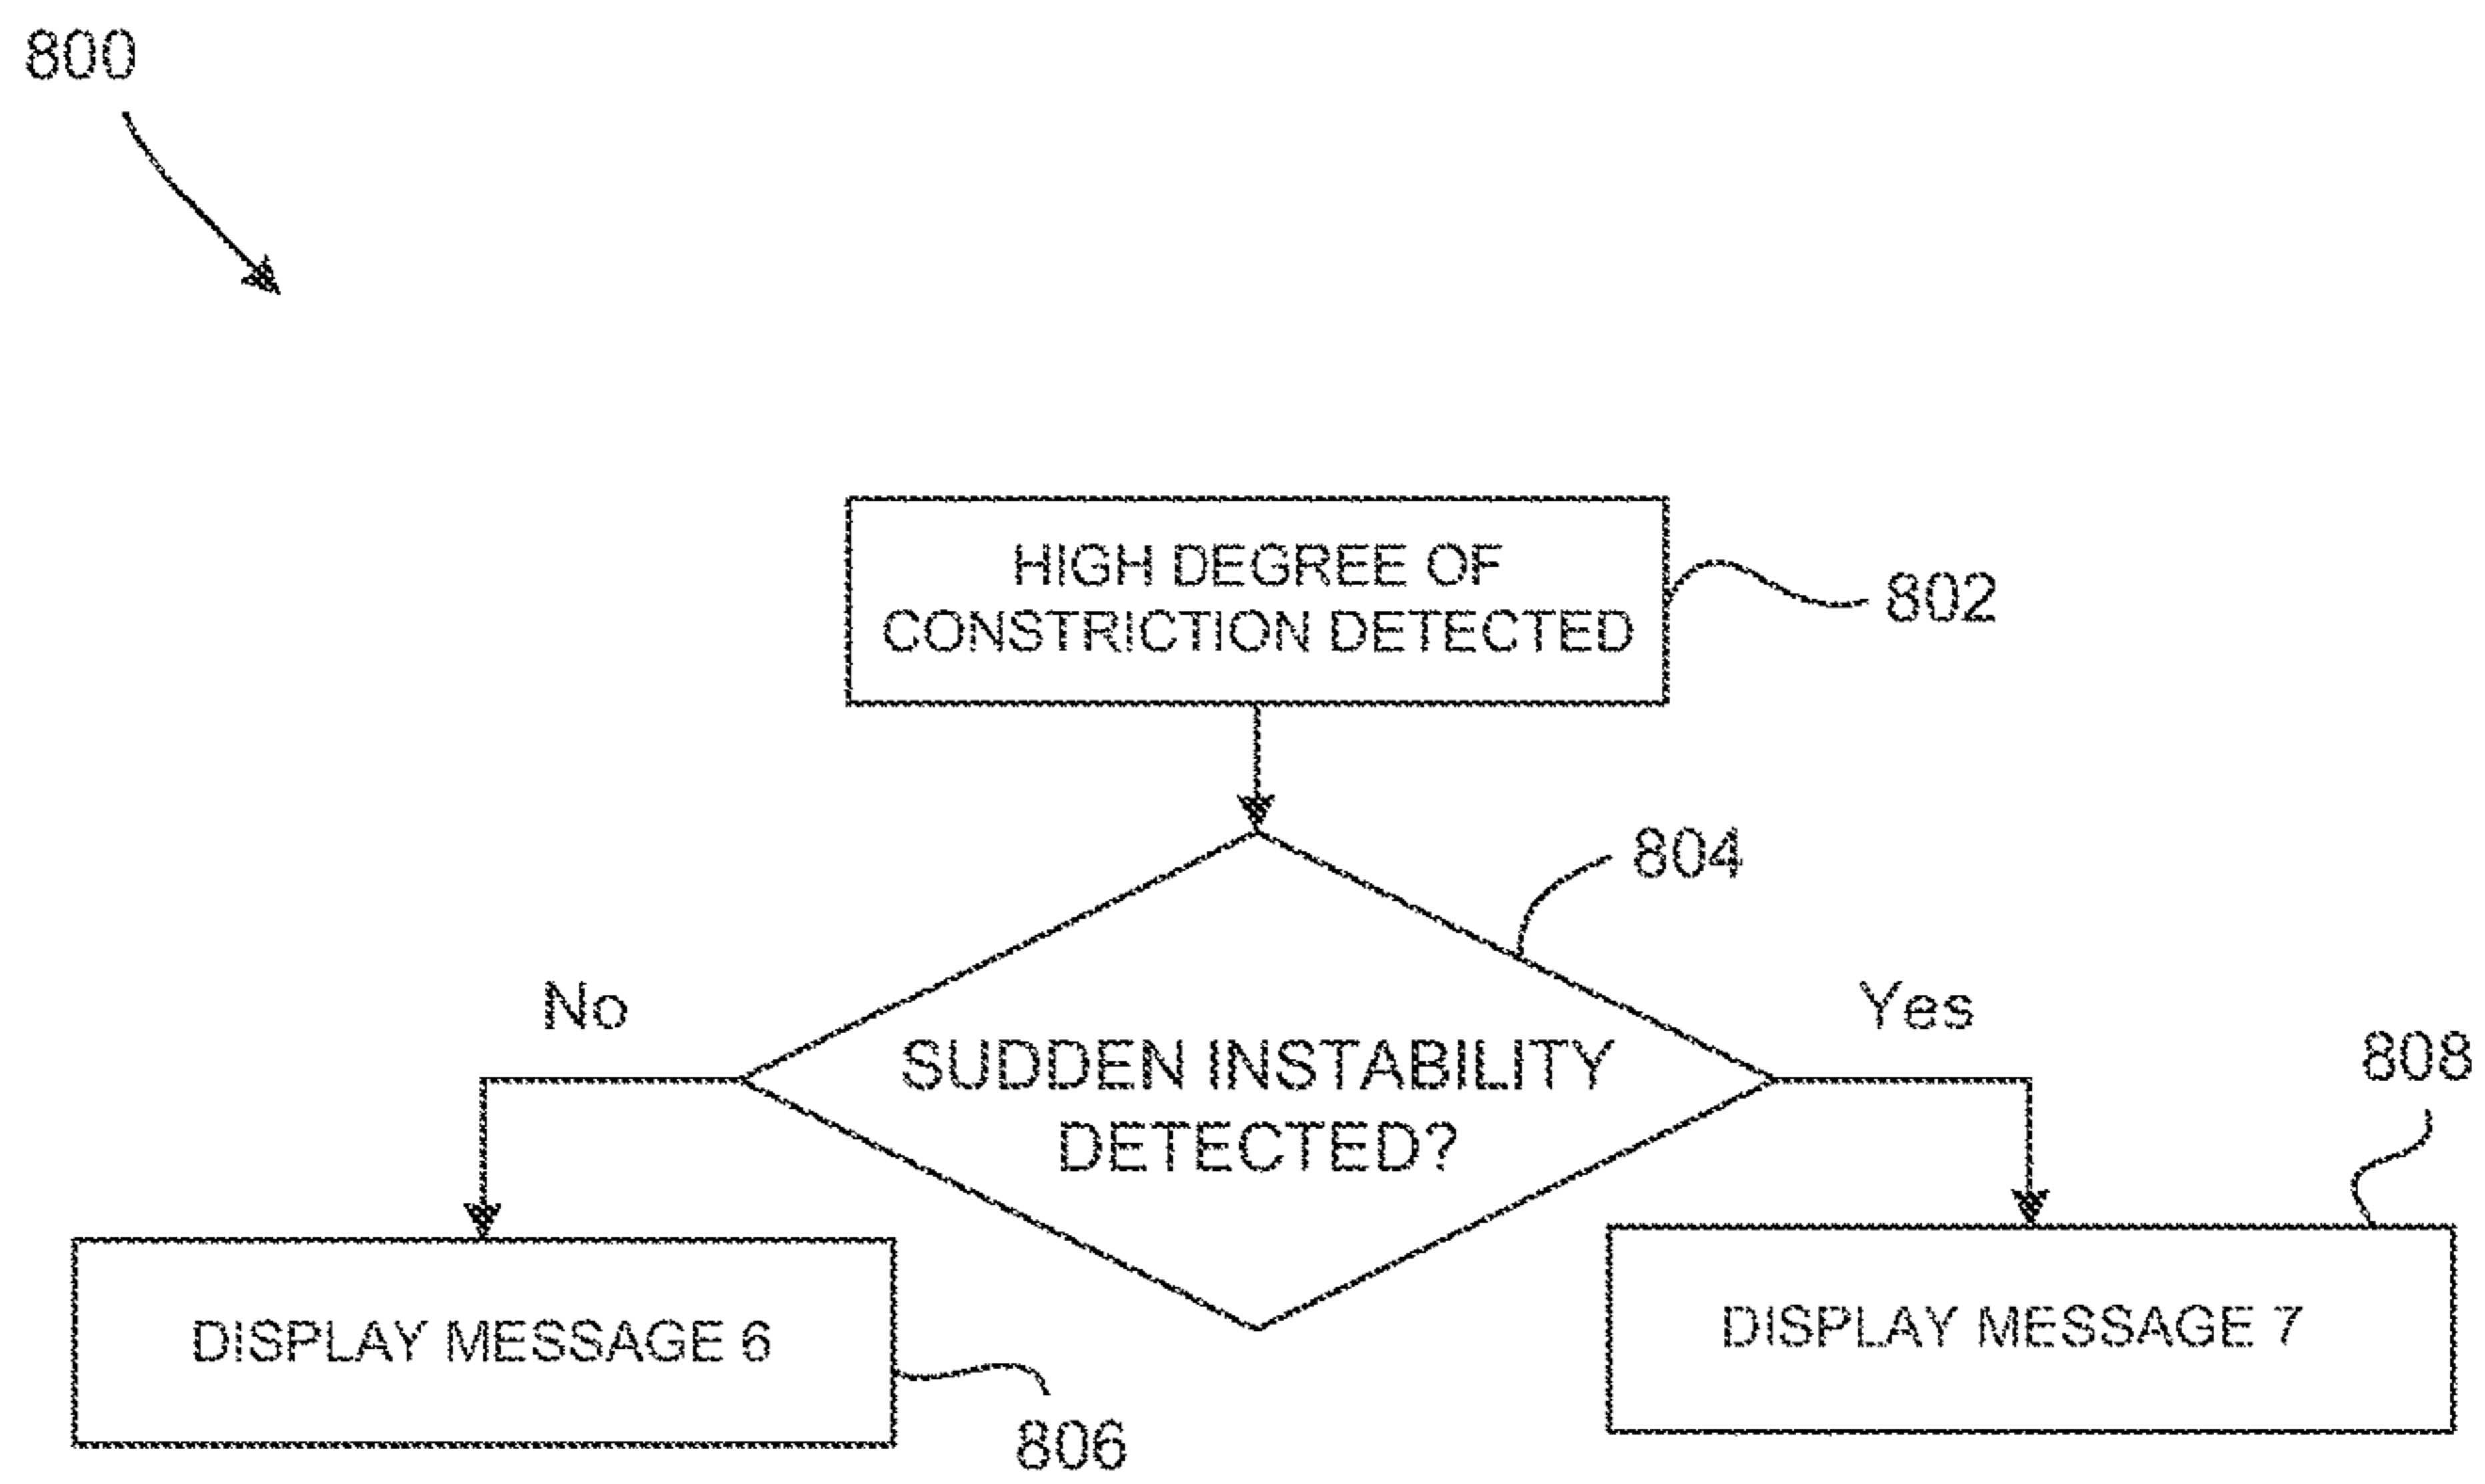 800
HIGH DEGREE OF
CONSTRICTION DETECTED
802
804
No
Yes
SUDDEN INSTABILITY
DETECTED?
808
DISPLAY MESSAGE 6
DISPLAY MESSAGE 7
806